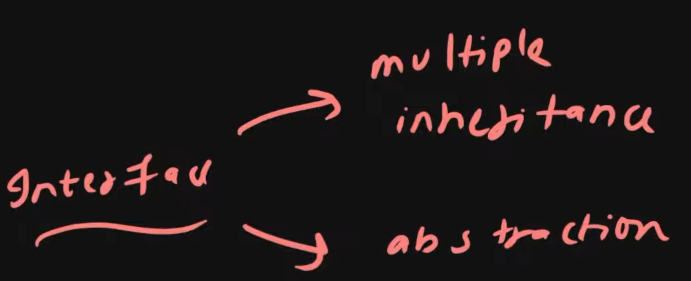 Interface
multiple
inheritance
abstraction